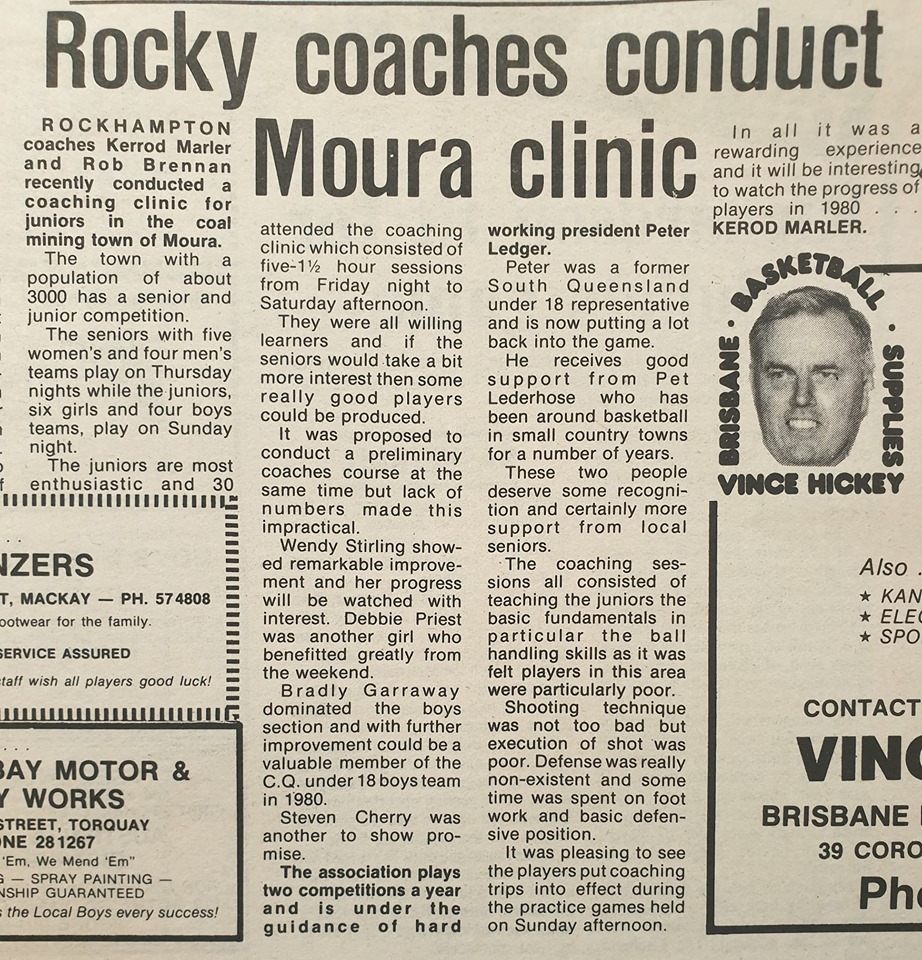 Rocky coaches conduct
Moura clinic
ROCKHAMPTON
coaches Kerrod Marler
and Rob Brennan
recently conducted a
coaching clinic for
juniors in the coal
mining town of Moura.
The town with a
population of about
3000 has a senior and
junior competition.
The seniors with five
women's and four men's
teams play on Thursday
nights while the juniors,
six girls and four boys
teams, play on Sunday
night.
The juniors are most
enthusiastic and 30
attended the coaching
clinic which consisted of
five-1½ hour sessions
from Friday night to
Saturday afternoon.
They were all willing
learners and if the
seniors would take a bit
more interest then some
really good players
could be produced.
It was proposed to
conduct a preliminary
coaches course at the
same time but lack of
numbers made this
impractical.
Wendy Stirling show-
ed remarkable improve-
ment and her progress
will be watched with
interest. Debbie Priest
was another girl who
benefitted greatly from
the weekend.
Bradly Garraway
dominated the boys
section and with further
improvement could be a
valuable member of the
C.Q. under 18 boys team
in 1980.
Steven Cherry was
another to show pro-
mise.
The association plays
two competitions a year
and is under the
guidance of hard
working president Peter
Ledger.
Peter was a former
South Queensland
under 18 representative
and is now putting a lot
back into the game.
He receives good
support from Pet
Lederhose who has
been around basketball
in small country towns
for a number of years.
These two people
deserve some recogni-
tion and certainly more
support from local
seniors.
The coaching ses-
sions all consisted of
teaching the juniors the
basic fundamentals in
particular the ball
handling skills as it was
felt players in this area
were particularly poor.
Shooting technique
was not too bad but
execution of shot was
poor. Defense was really
non-existent and some
time was spent on foot
work and basic defen-
sive position.
It was pleasing to see
the players put coaching
trips into effect during
the practice games held
on Sunday afternoon.
In all it was a
rewarding experience
and it will be interesting
to watch the progress of
players in 1980 . . .
KEROD MARLER.
BRISBANE · BASKETBALL · SUPPLIES
VINCE HICKEY
Also .
★ KAN
★ ELEC
★ SPO
CONTACT
VINC
BRISBANE
39 CORO
Pho
NZERS
T, MACKAY — PH. 574808
ootwear for the family.
SERVICE ASSURED
taff wish all players good luck!
BAY MOTOR &
Y WORKS
STREET, TORQUAY
ONE 281267
'Em, We Mend 'Em"
G — SPRAY PAINTING —
NSHIP GUARANTEED
s the Local Boys every success!